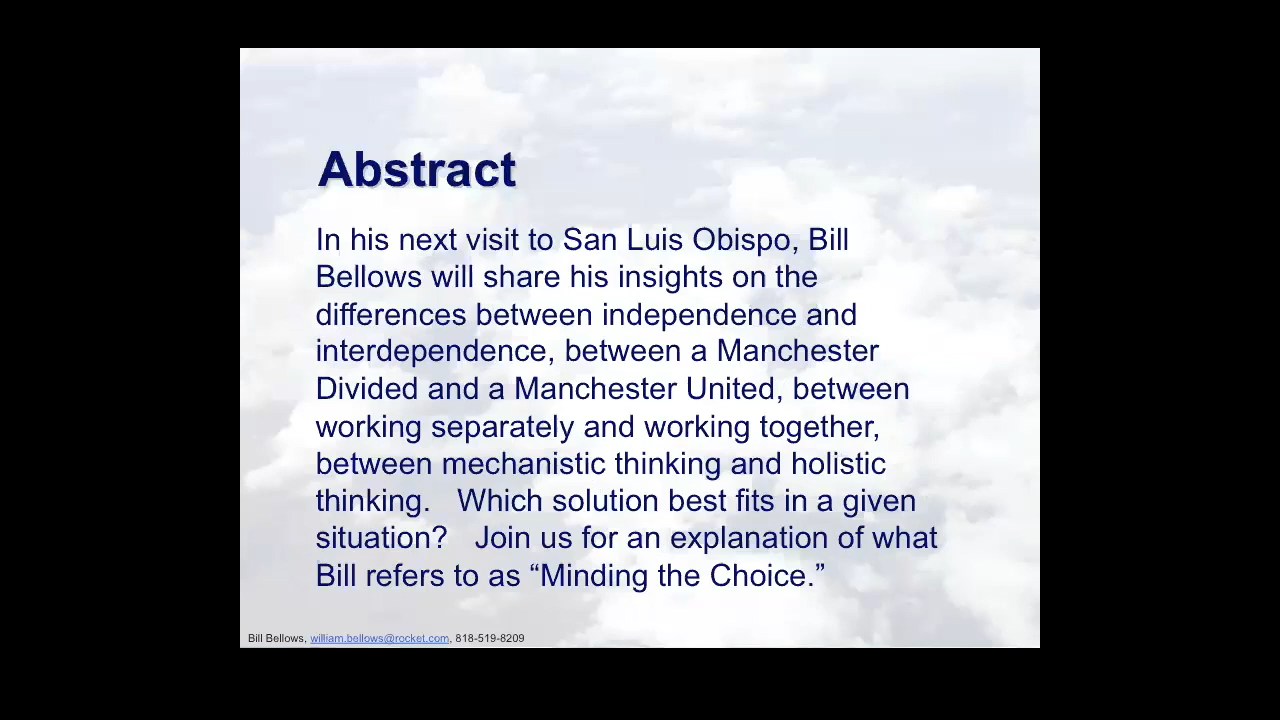 Abstract
In his next visit to San Luis Obispo, Bill
Bellows will share his insights on the
differences between independence and
interdependence, between a Manchester
Divided and a Manchester United, between
working separately and working together,
between mechanistic thinking and holistic
thinking.   Which solution best fits in a given
situation?   Join us for an explanation of what
Bill refers to as “Minding the Choice.”
Bill Bellows, william.bellows@rocket.com, 818-519-8209